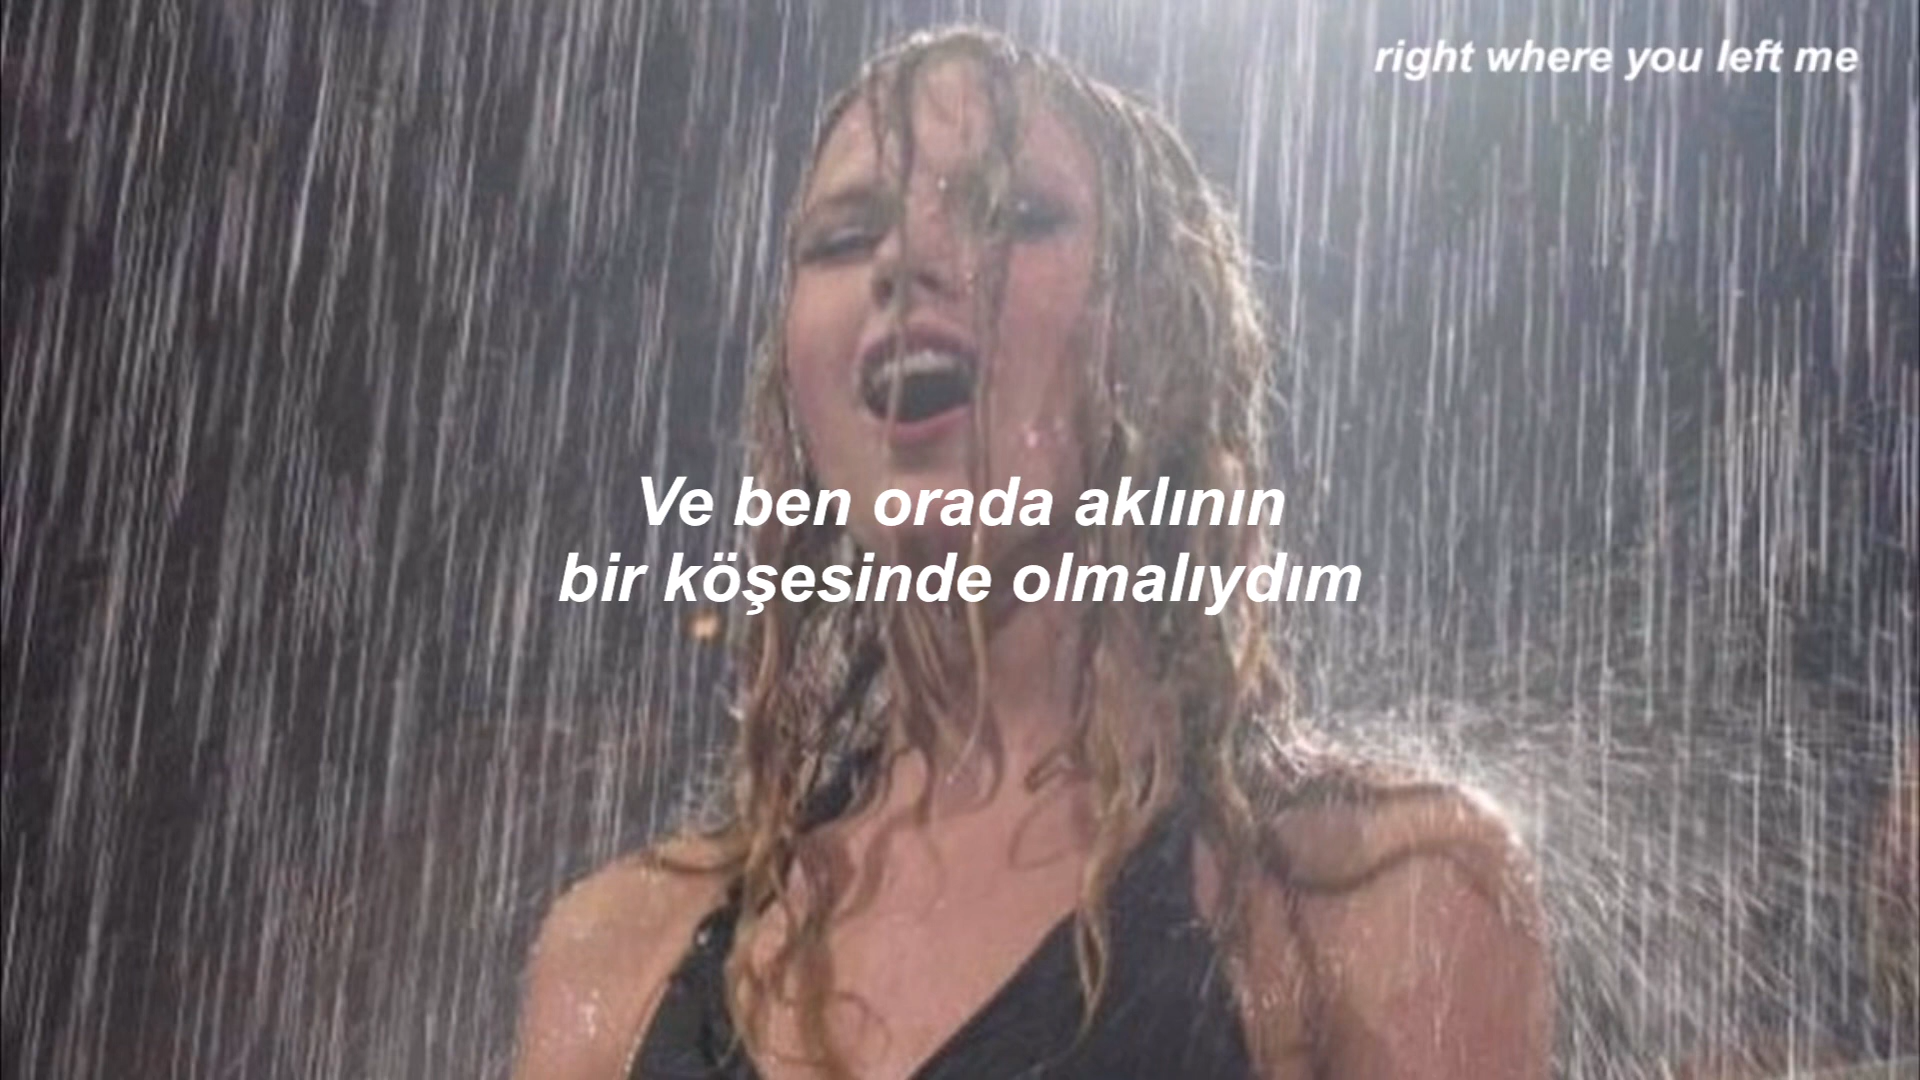 right where you left me
Ve ben orada aklının
bir köşesinde olmalıydım